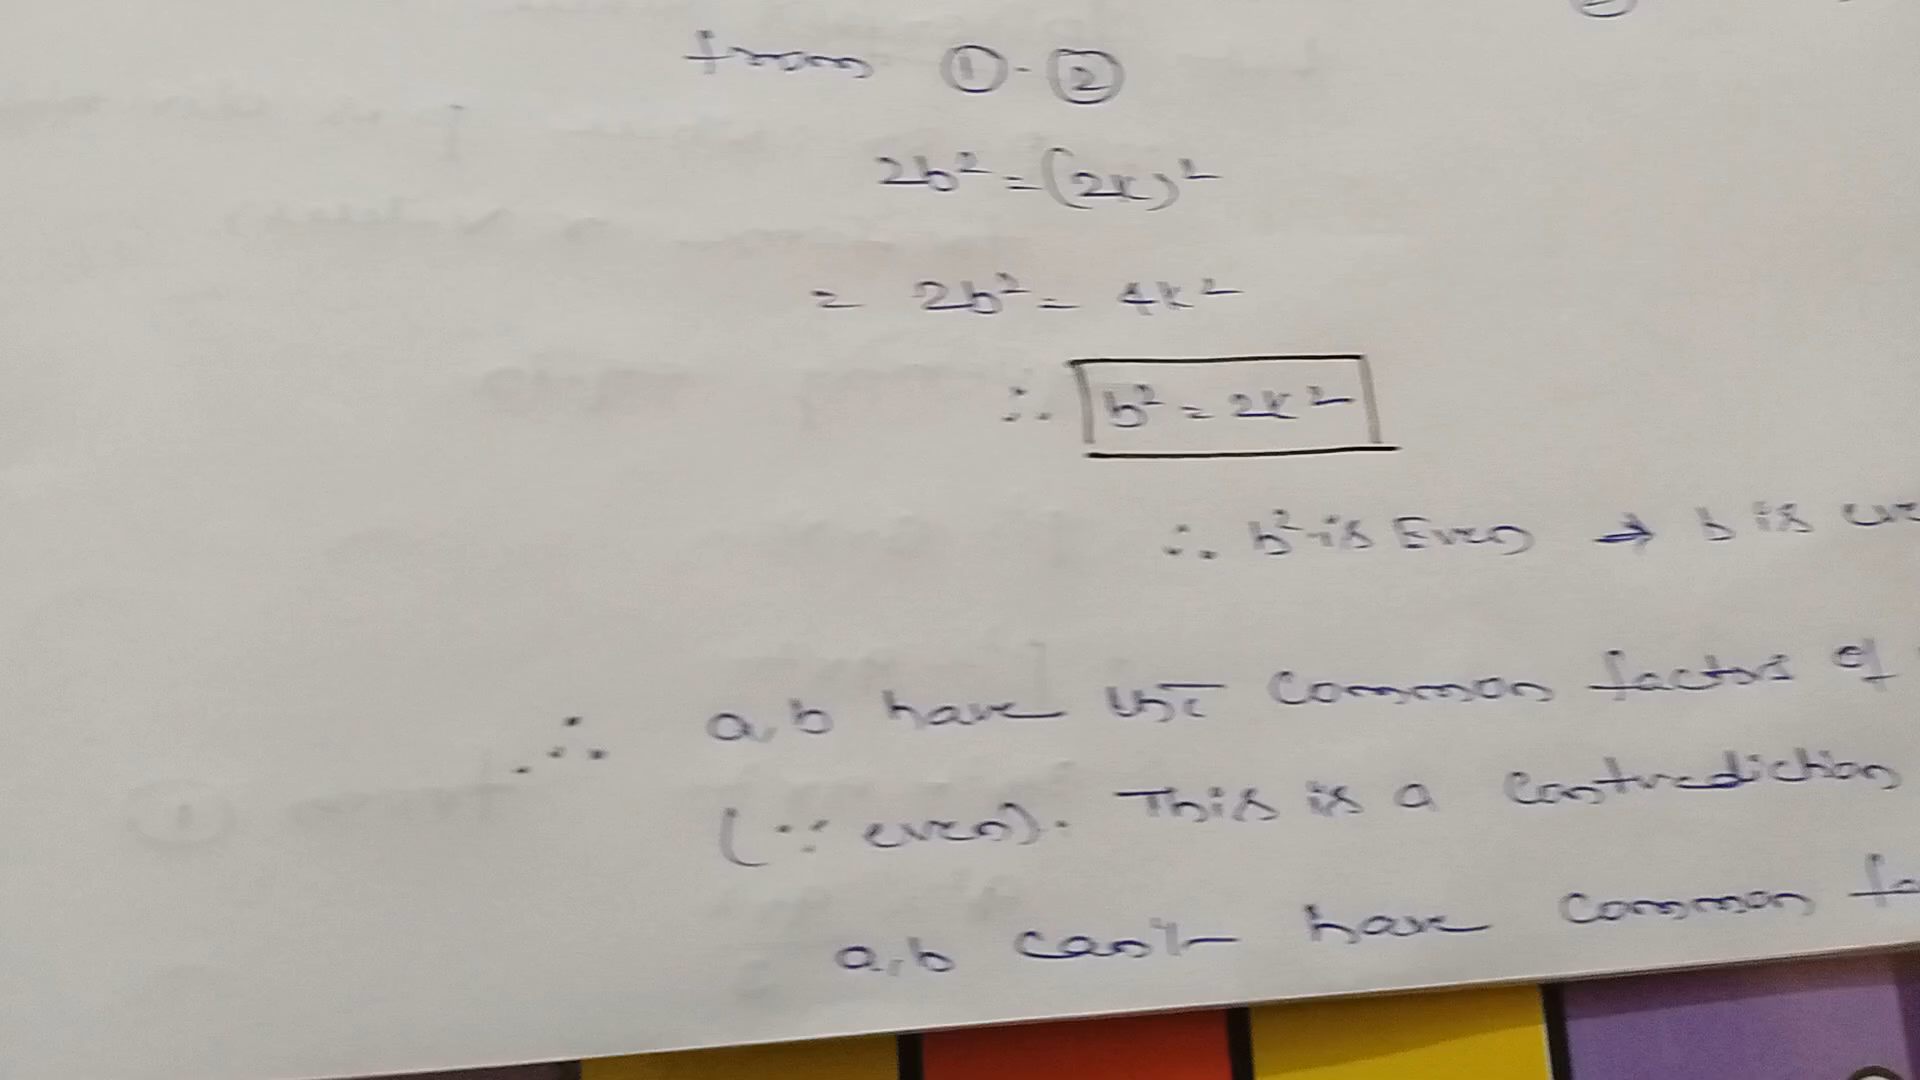 from ① - ②
2b² = (2k)²
= 2b² = 4k²
∴ b² = 2k²
∴ b² is Even → b is
∴ a, b have common factors of
(∵ even). This is a contradiction
a, b can't have common